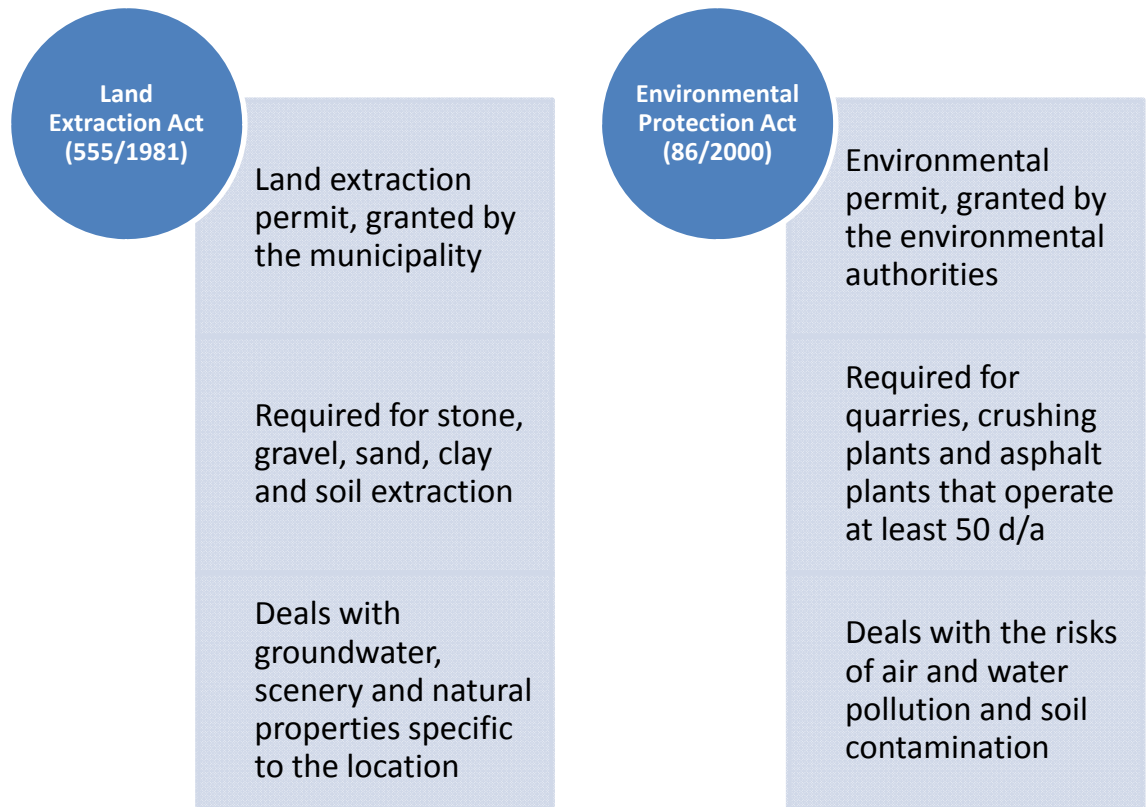 Land
Extraction Act
(555/1981)
Land extraction
permit, granted by
the municipality
Required for stone,
gravel, sand, clay
and soil extraction
Deals with
groundwater,
scenery and natural
properties specific
to the location
Environmental
Protection Act
(86/2000)
Environmental
permit, granted by
the environmental
authorities
Required for
quarries, crushing
plants and asphalt
plants that operate
at least 50 d/a
Deals with the risks
of air and water
pollution and soil
contamination